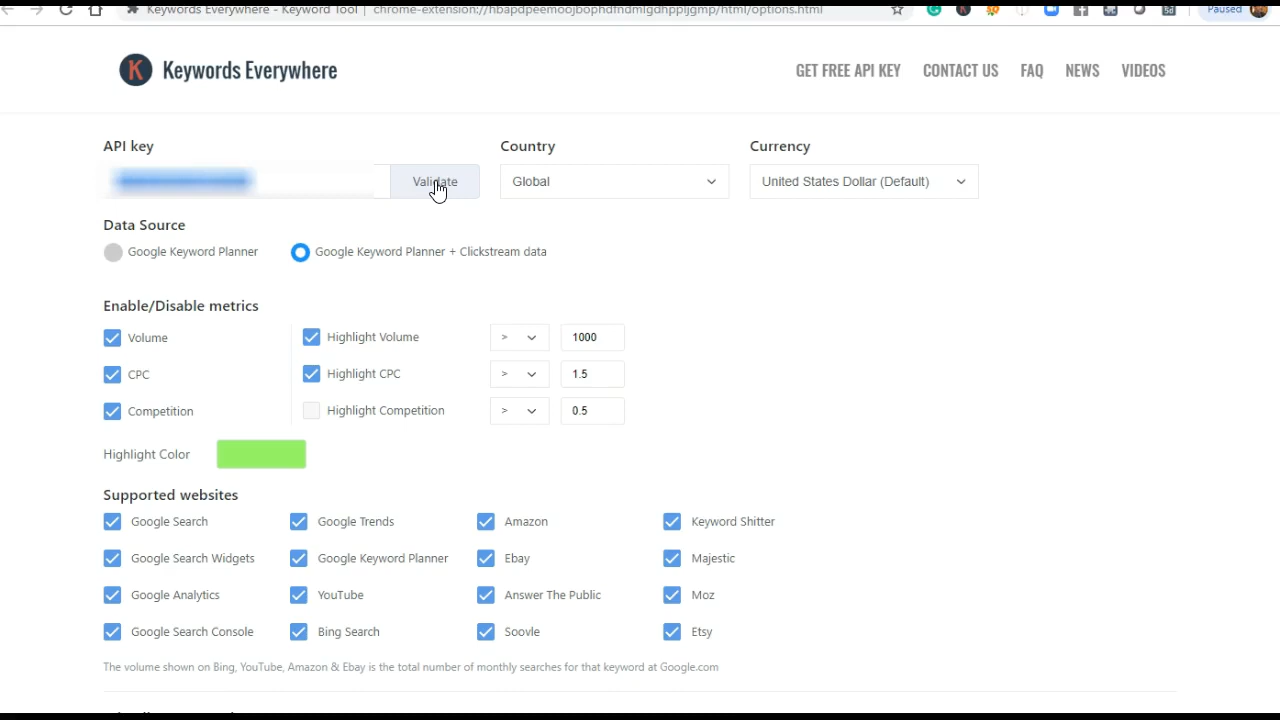 Keywords Everywhere - Keyword Tool | chrome-extension://hbapdpeemoojbophdfndmlgdhppljgmp/html/options.html Paused
K Keywords Everywhere GET FREE API KEY CONTACT US FAQ NEWS VIDEOS
API key Country Currency
Validate Global United States Dollar (Default)
Data Source
Google Keyword Planner Google Keyword Planner + Clickstream data
Enable/Disable metrics
Volume Highlight Volume > 1000
CPC Highlight CPC > 1.5
Competition Highlight Competition > 0.5
Highlight Color
Supported websites
Google Search Google Trends Amazon Keyword Shitter
Google Search Widgets Google Keyword Planner Ebay Majestic
Google Analytics YouTube Answer The Public Moz
Google Search Console Bing Search Soovle Etsy
The volume shown on Bing, YouTube, Amazon & Ebay is the total number of monthly searches for that keyword at Google.com